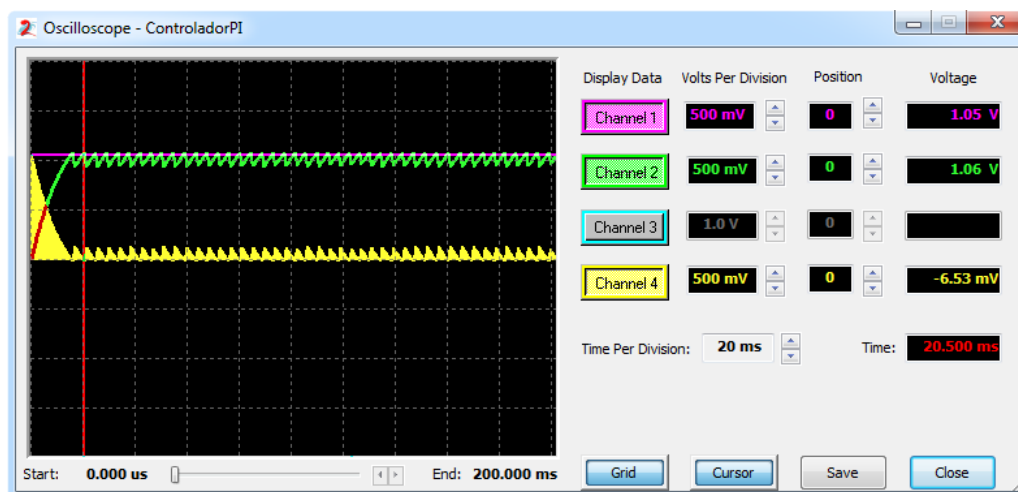 Oscilloscope - ControladorPI
Display Data Volts Per Division Position Voltage
Channel 1 500 mV 0 1.05 V
Channel 2 500 mV 0 1.06 V
Channel 3 1.0 V 0
Channel 4 500 mV 0 -6.53 mV
Time Per Division: 20 ms Time: 20.500 ms
Start: 0.000 us End: 200.000 ms Grid Cursor Save Close